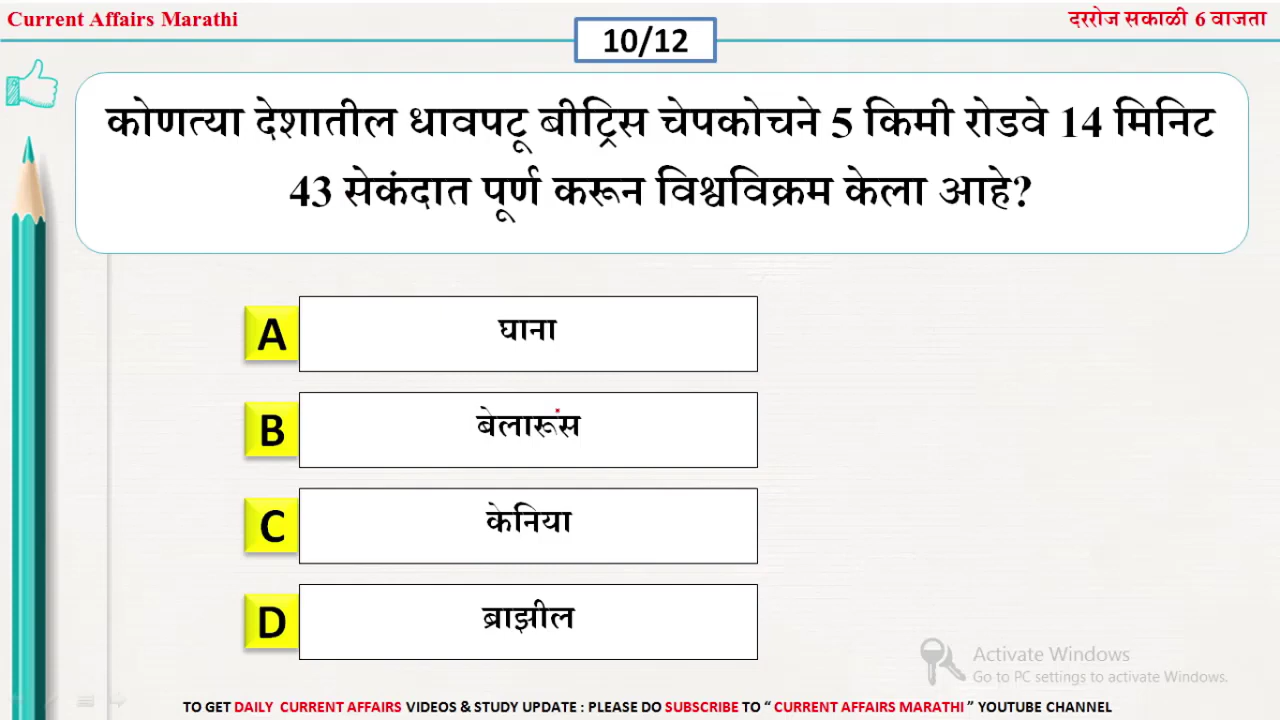 Current Affairs Marathi
दररोज सकाळी 6 वाजता
10/12
कोणत्या देशातील धावपटू बीट्रिस चेपकोचने 5 किमी रोडवे 14 मिनिट
43 सेकंदात पूर्ण करून विश्वविक्रम केला आहे?
A घाना
B बेलारूस
C केनिया
D ब्राझील
Activate Windows
Go to PC settings to activate Windows.
TO GET DAILY CURRENT AFFAIRS VIDEOS & STUDY UPDATE : PLEASE DO SUBSCRIBE TO “ CURRENT AFFAIRS MARATHI ” YOUTUBE CHANNEL